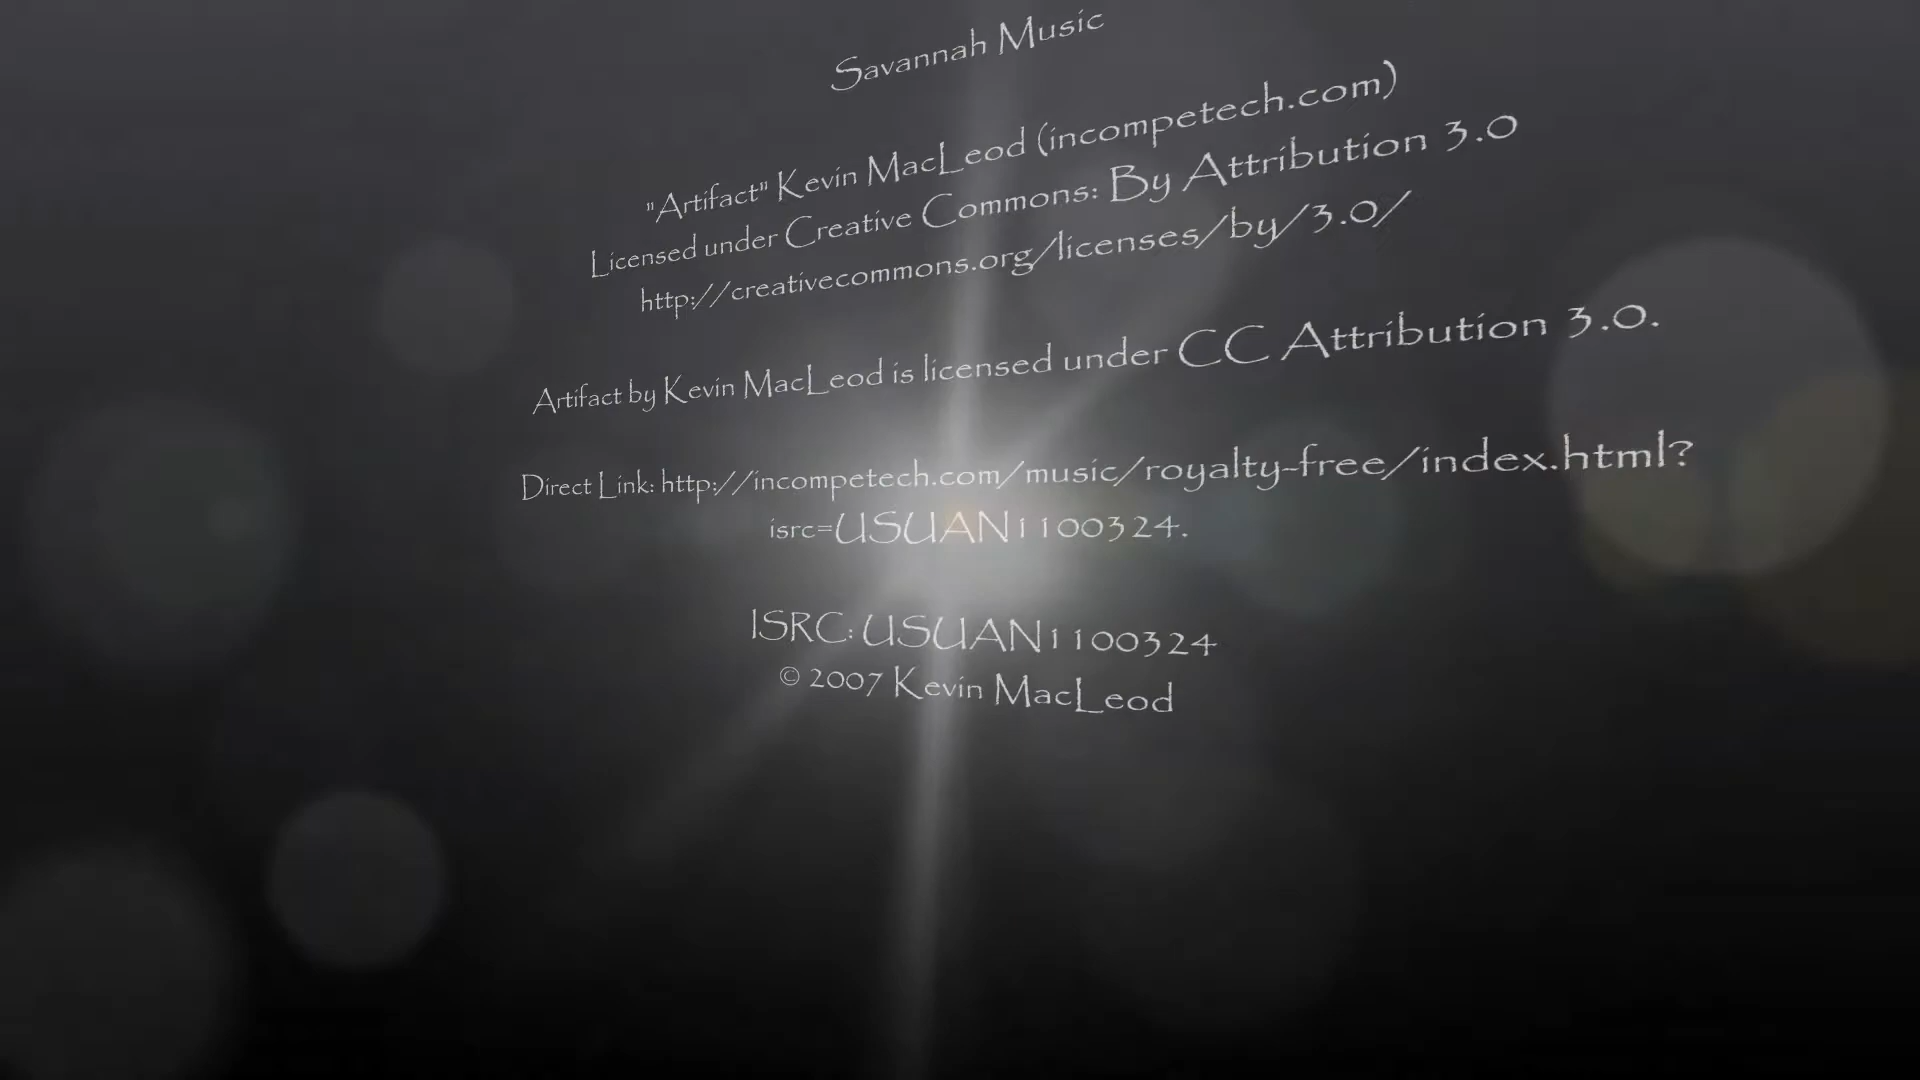 Savannah Music
"Artifact" Kevin MacLeod (incompetech.com)
Licensed under Creative Commons: By Attribution 3.0
http://creativecommons.org/licenses/by/3.0/
Artifact by Kevin MacLeod is licensed under CC Attribution 3.0.
Direct Link: http://incompetech.com/music/royalty-free/index.html?
isrc=USUAN1100324.
ISRC: USUAN1100324
© 2007 Kevin MacLeod